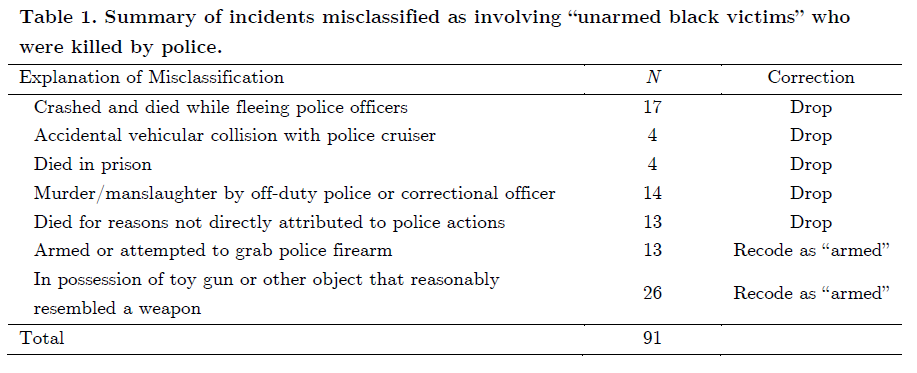 Table 1. Summary of incidents misclassified as involving “unarmed black victims” who
were killed by police.
Explanation of Misclassification N Correction
Crashed and died while fleeing police officers 17 Drop
Accidental vehicular collision with police cruiser 4 Drop
Died in prison 4 Drop
Murder/manslaughter by off-duty police or correctional officer 14 Drop
Died for reasons not directly attributed to police actions 13 Drop
Armed or attempted to grab police firearm 13 Recode as “armed”
In possession of toy gun or other object that reasonably
resembled a weapon 26 Recode as “armed”
Total 91